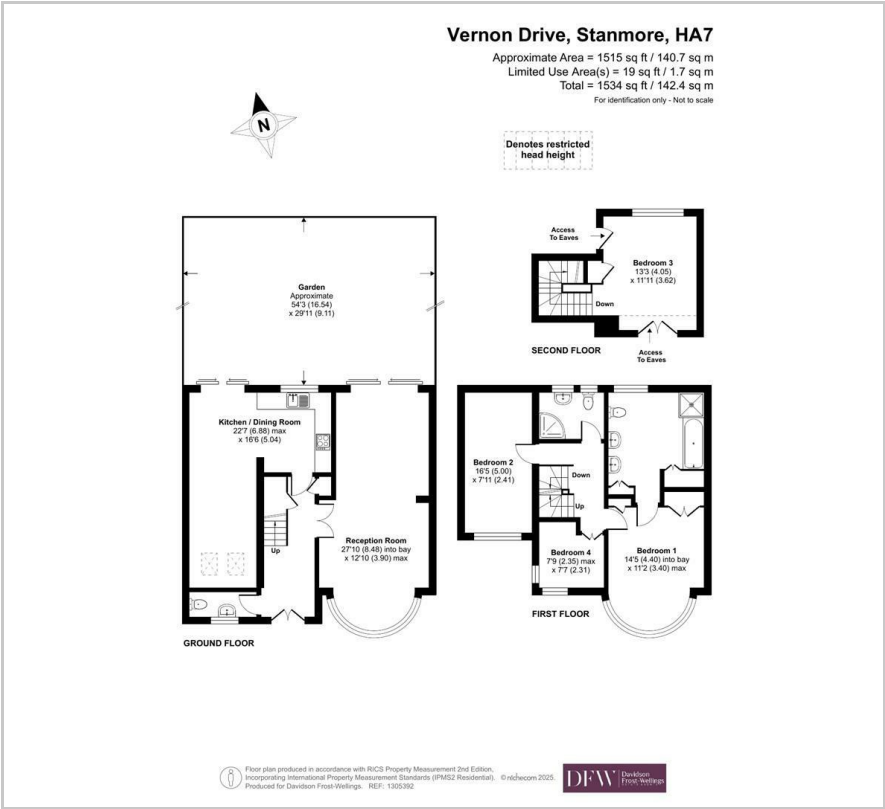 Vernon Drive, Stanmore, HA7
Approximate Area = 1515 sq ft / 140.7 sq m
Limited Use Area(s) = 19 sq ft / 1.7 sq m
Total = 1534 sq ft / 142.4 sq m
For identification only - Not to scale
N
Denotes restricted
head height
Access
To Eaves
Bedroom 3
13'3 (4.05)
x 11'11 (3.62)
Down
SECOND FLOOR
Access
To Eaves
Garden
Approximate
54'3 (16.54)
x 29'11 (9.11)
Kitchen / Dining Room
22'7 (6.88) max
x 16'6 (5.04)
Up
Reception Room
27'10 (8.48) into bay
x 12'10 (3.90) max
GROUND FLOOR
Bedroom 2
16'5 (5.00)
x 7'11 (2.41)
Down
Up
Bedroom 4
7'9 (2.35) max
x 7'7 (2.31)
Bedroom 1
14'5 (4.40) into bay
x 11'2 (3.40) max
FIRST FLOOR
Floor plan produced in accordance with RICS Property Measurement 2nd Edition,
Incorporating International Property Measurement Standards (IPMS2 Residential). © nichecom 2025.
Produced for Davidson Frost-Wellings. REF: 1305392
DFW
Davidson
Frost-Wellings